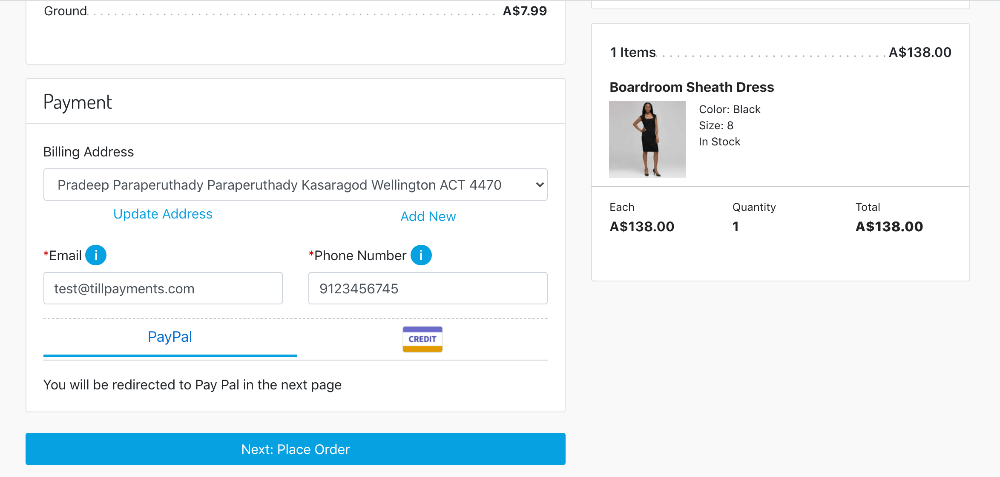 Ground A$7.99
Payment
Billing Address
Pradeep Paraperuthady Paraperuthady Kasaragod Wellington ACT 4470
Update Address Add New
*Email i *Phone Number i
test@tillpayments.com 9123456745
PayPal CREDIT
You will be redirected to Pay Pal in the next page
Next: Place Order
1 Items A$138.00
Boardroom Sheath Dress
Color: Black
Size: 8
In Stock
Each Quantity Total
A$138.00 1 A$138.00